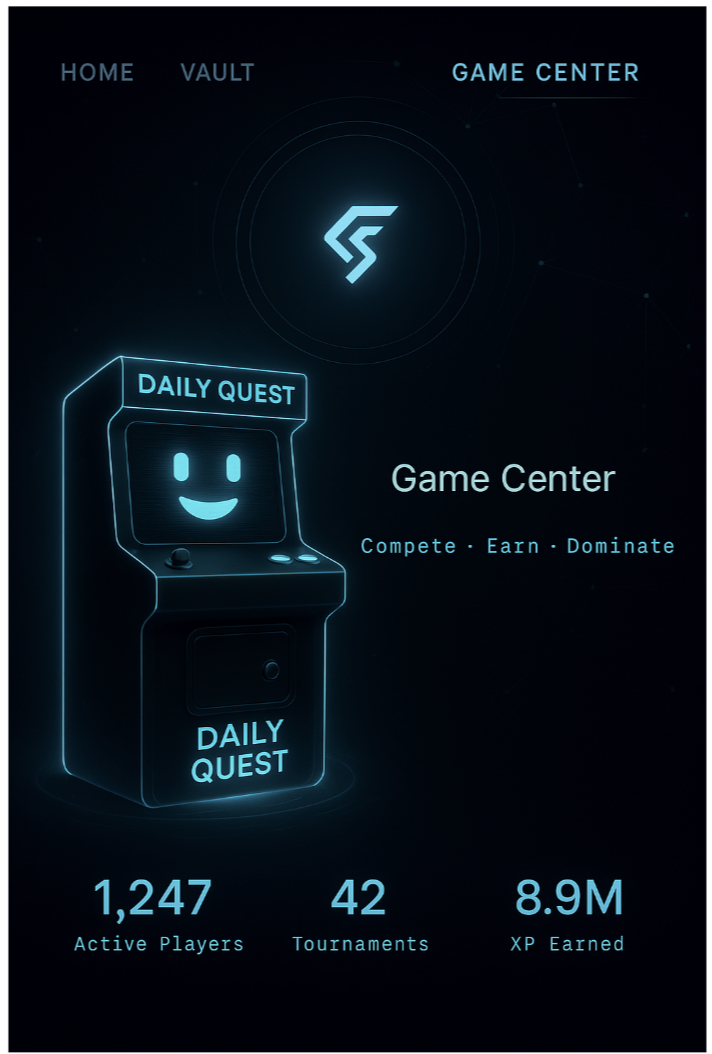 HOME VAULT GAME CENTER
DAILY QUEST
Game Center
Compete · Earn · Dominate
DAILY
QUEST
1,247 42 8.9M
Active Players Tournaments XP Earned